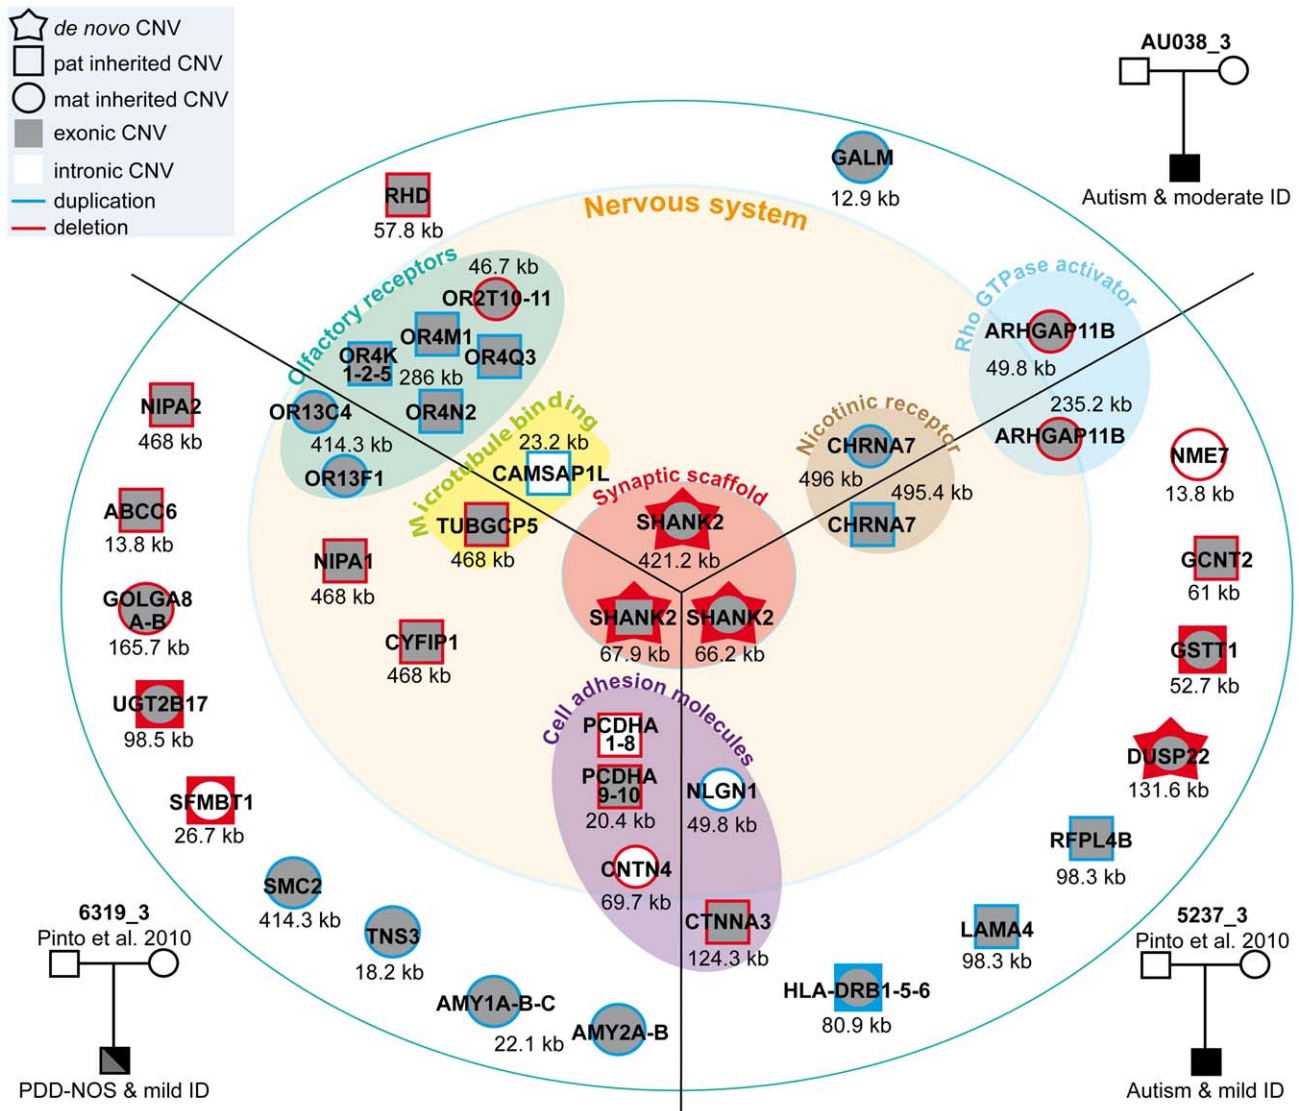 de novo CNV
pat inherited CNV
mat inherited CNV
exonic CNV
intronic CNV
duplication
deletion
AU038_3
Autism & moderate ID
GALM
12.9 kb
RHD
57.8 kb
Nervous system
Olfactory receptors
46.7 kb
OR2T10-11
OR4M1
OR4K
1-2-5
OR4Q3
286 kb
OR13C4
OR4N2
414.3 kb
OR13F1
Rho GTPase activator
ARHGAP11B
49.8 kb
235.2 kb
ARHGAP11B
Microtubule binding
23.2 kb
CAMSAP1L
TUBGCP5
468 kb
Nicotinic receptor
CHRNA7
496 kb
495.4 kb
CHRNA7
Synaptic scaffold
SHANK2
421.2 kb
SHANK2
67.9 kb
SHANK2
66.2 kb
NIPA2
468 kb
ABCC6
13.8 kb
NIPA1
468 kb
GOLGA8
A-B
165.7 kb
CYFIP1
468 kb
UGT2B17
98.5 kb
SFMBT1
26.7 kb
SMC2
414.3 kb
TNS3
18.2 kb
AMY1A-B-C
22.1 kb
AMY2A-B
Cell adhesion molecules
PCDHA
1-8
PCDHA
9-10
20.4 kb
NLGN1
49.8 kb
CNTN4
69.7 kb
CTNNA3
124.3 kb
NME7
13.8 kb
GCNT2
61 kb
GSTT1
52.7 kb
DUSP22
131.6 kb
RFPL4B
98.3 kb
LAMA4
98.3 kb
HLA-DRB1-5-6
80.9 kb
6319_3
Pinto et al. 2010
PDD-NOS & mild ID
5237_3
Pinto et al. 2010
Autism & mild ID